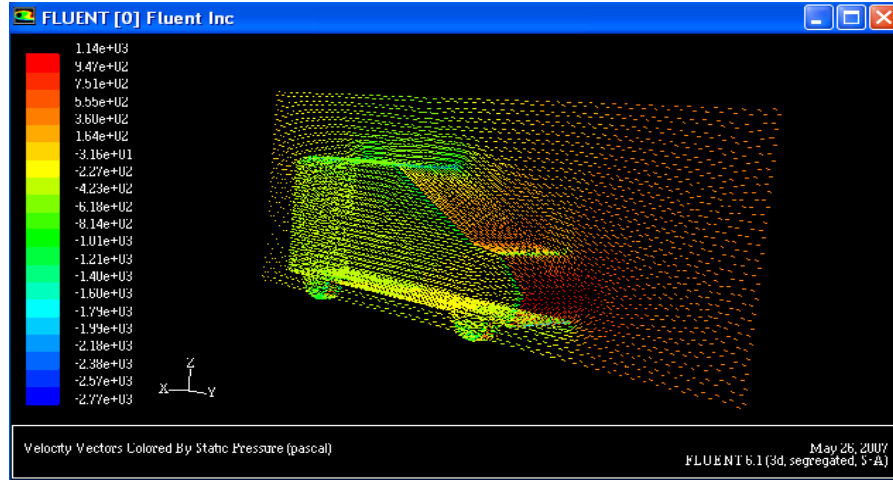 FLUENT [0] Fluent Inc
1.14e+03
9.47e+02
7.51e+02
5.55e+02
3.60e+02
1.64e+02
-3.16e+01
-2.27e+02
-4.23e+02
-6.18e+02
-8.14e+02
-1.01e+03
-1.21e+03
-1.40e+03
-1.60e+03
-1.79e+03
-1.99e+03
-2.18e+03
-2.38e+03
-2.57e+03
-2.77e+03
Z
X Y
Velocity Vectors Colored By Static Pressure (pascal)
May 26, 2007
FLUENT 6.1 (3d, segregated, S-A)